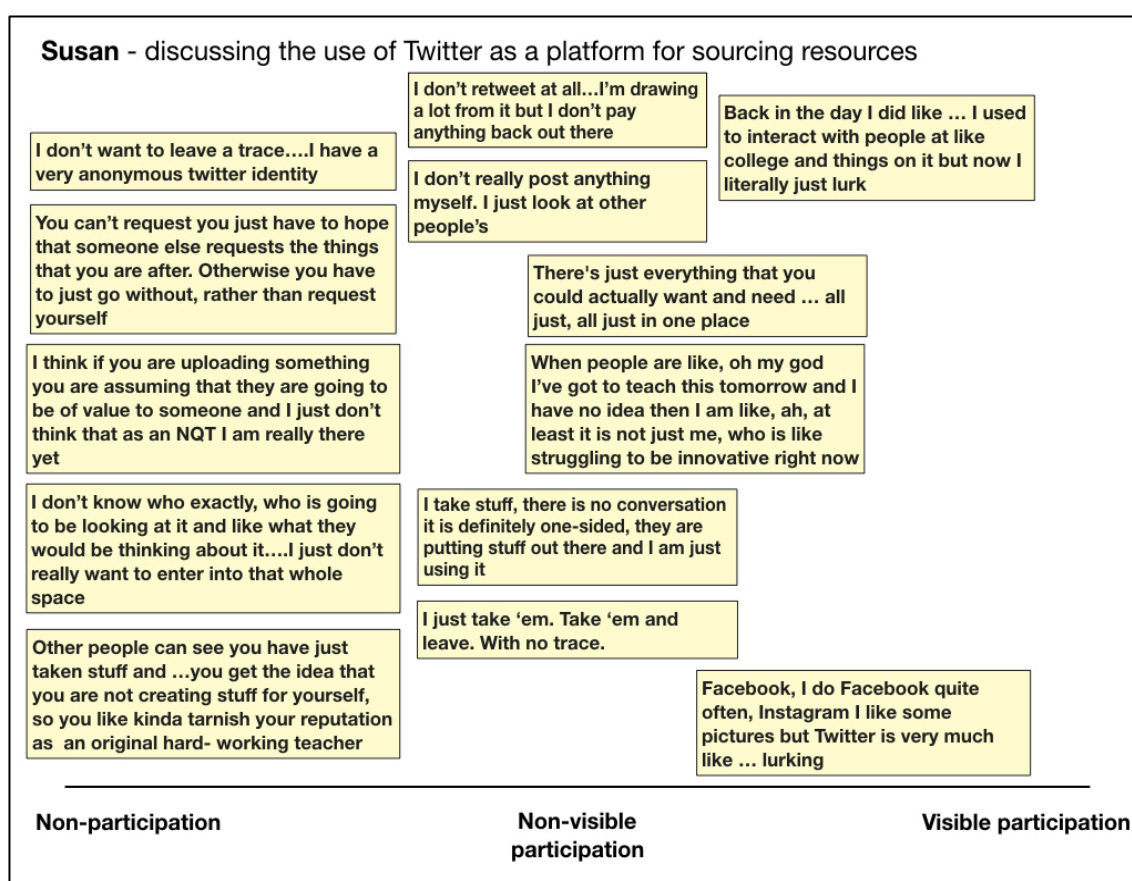 Susan - discussing the use of Twitter as a platform for sourcing resources
I don’t want to leave a trace….I have a
very anonymous twitter identity
You can’t request you just have to hope
that someone else requests the things
that you are after. Otherwise you have
to just go without, rather than request
yourself
I think if you are uploading something
you are assuming that they are going to
be of value to someone and I just don’t
think that as an NQT I am really there
yet
I don’t know who exactly, who is going
to be looking at it and like what they
would be thinking about it….I just don’t
really want to enter into that whole
space
Other people can see you have just
taken stuff and …you get the idea that
you are not creating stuff for yourself,
so you like kinda tarnish your reputation
as  an original hard- working teacher
I don’t retweet at all…I’m drawing
a lot from it but I don’t pay
anything back out there
I don’t really post anything
myself. I just look at other
people’s
There's just everything that you
could actually want and need … all
just, all just in one place
When people are like, oh my god
I’ve got to teach this tomorrow and I
have no idea then I am like, ah, at
least it is not just me, who is like
struggling to be innovative right now
I take stuff, there is no conversation
it is definitely one-sided, they are
putting stuff out there and I am just
using it
I just take ‘em. Take ‘em and
leave. With no trace.
Back in the day I did like … I used
to interact with people at like
college and things on it but now I
literally just lurk
Facebook, I do Facebook quite
often, Instagram I like some
pictures but Twitter is very much
like … lurking
Non-participation
Non-visible
participation
Visible participation